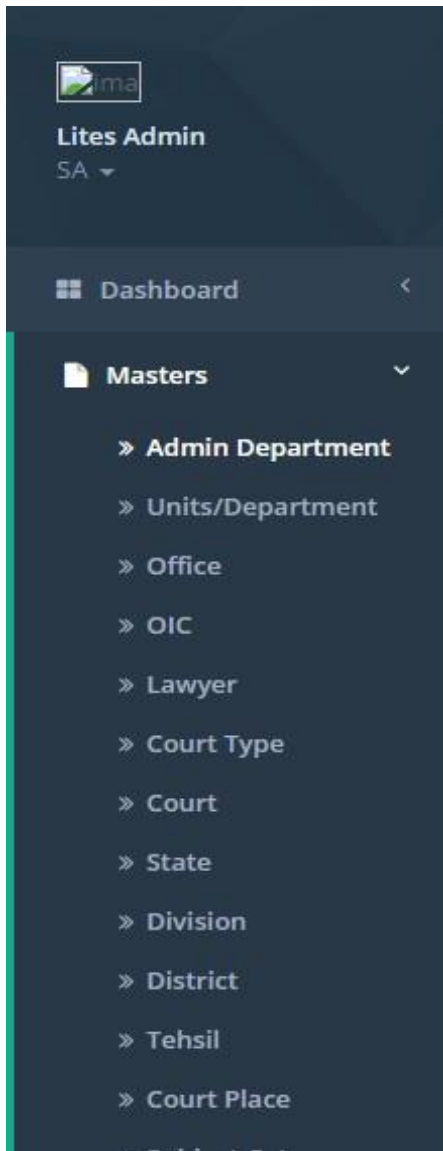 ima
Lites Admin
SA
Dashboard
Masters
» Admin Department
» Units/Department
» Office
» OIC
» Lawyer
» Court Type
» Court
» State
» Division
» District
» Tehsil
» Court Place